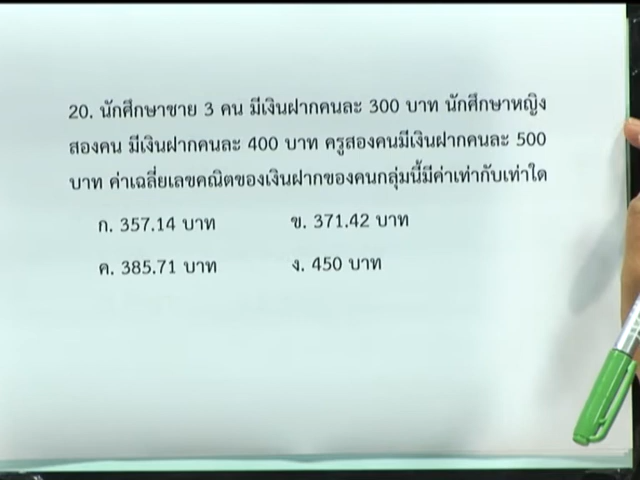 20. นักศึกษาชาย 3 คน มีเงินฝากคนละ 300 บาท นักศึกษาหญิง
สองคน มีเงินฝากคนละ 400 บาท ครูสองคนมีเงินฝากคนละ 500
บาท ค่าเฉลี่ยเลขคณิตของเงินฝากของคนกลุ่มนี้มีค่าเท่ากับเท่าใด
ก. 357.14 บาท ข. 371.42 บาท
ค. 385.71 บาท ง. 450 บาท